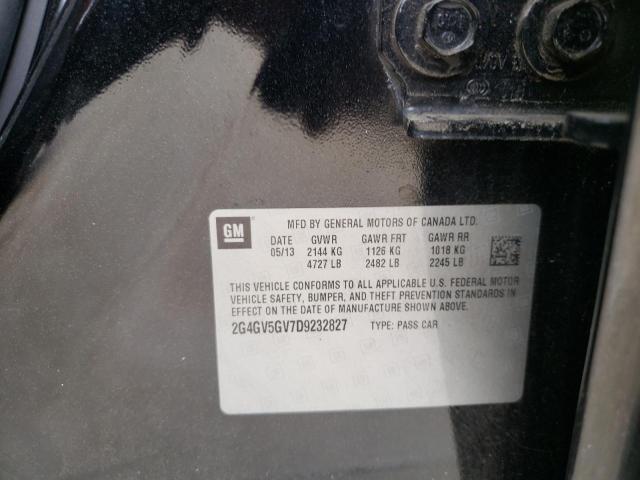 GM
MFD BY GENERAL MOTORS OF CANADA LTD.
DATE GVWR GAWR FRT GAWR RR
05/13 2144 KG 1126 KG 1018 KG
4727 LB 2482 LB 2245 LB
THIS VEHICLE CONFORMS TO ALL APPLICABLE U.S. FEDERAL MOTOR
VEHICLE SAFETY, BUMPER, AND THEFT PREVENTION STANDARDS IN
EFFECT ON THE DATE OF MANUFACTURE SHOWN ABOVE.
2G4GV5GV7D9232827 TYPE: PASS CAR